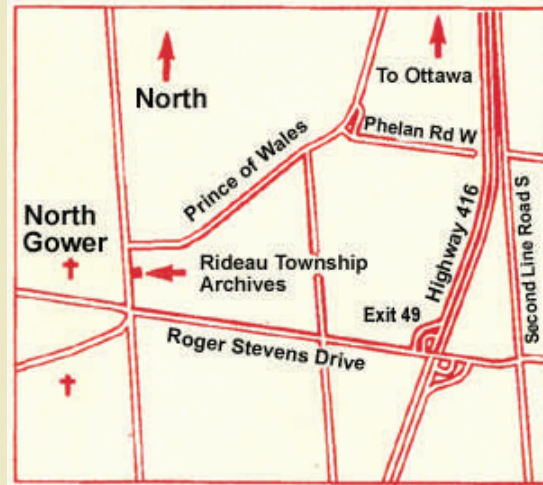 To Ottawa
North
Phelan Rd W
Prince of Wales
North
Gower
Rideau Township
Archives
Highway 416
Second Line Road S
Exit 49
Roger Stevens Drive